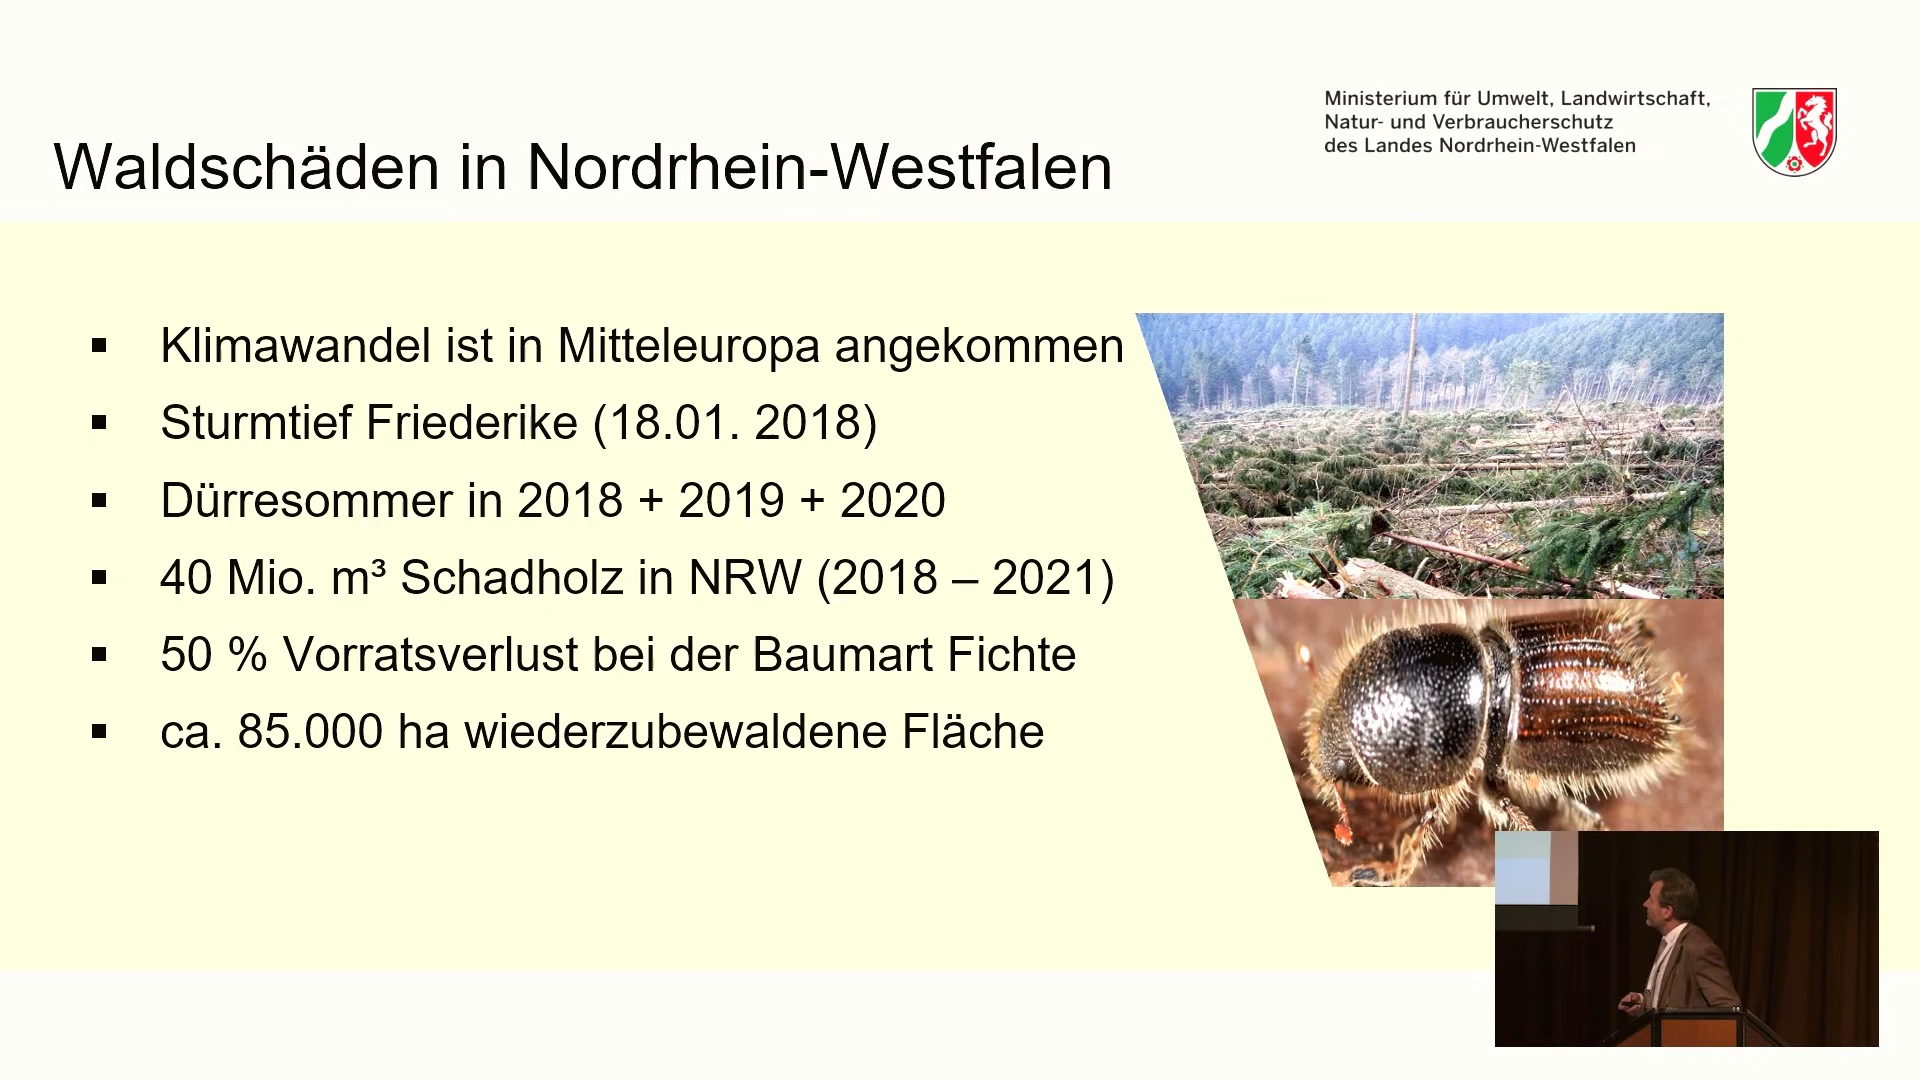 Ministerium für Umwelt, Landwirtschaft,
Natur- und Verbraucherschutz
des Landes Nordrhein-Westfalen
Waldschäden in Nordrhein-Westfalen
▪ Klimawandel ist in Mitteleuropa angekommen
▪ Sturmtief Friederike (18.01. 2018)
▪ Dürresommer in 2018 + 2019 + 2020
▪ 40 Mio. m³ Schadholz in NRW (2018 – 2021)
▪ 50 % Vorratsverlust bei der Baumart Fichte
▪ ca. 85.000 ha wiederzubewaldene Fläche